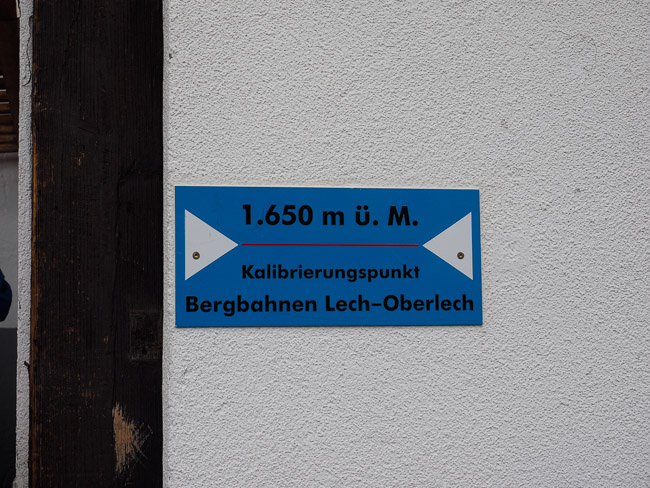 1.650 m ü. M.
Kalibrierungspunkt
Bergbahnen Lech–Oberlech